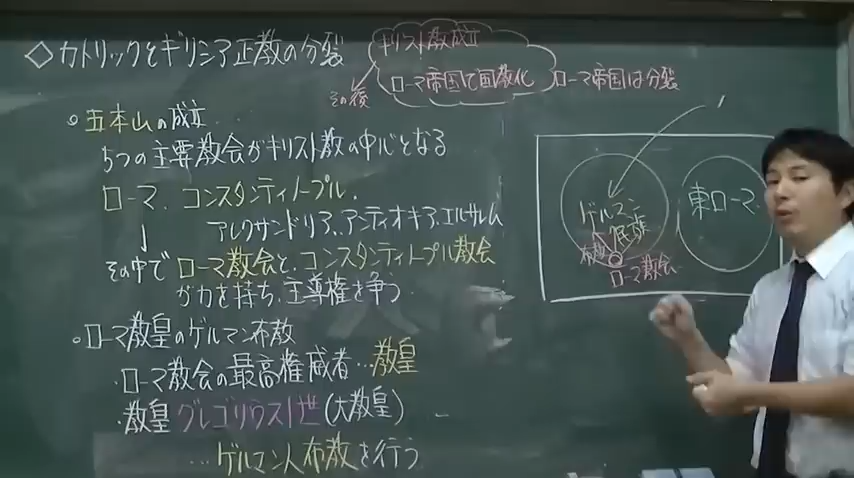 ◇カトリックとギリシア正教の分裂
キリスト教成立
ローマ帝国で国教化
その後
ローマ帝国は分裂
五本山の成立
5つの主要教会がキリスト教の中心となる
ローマ、コンスタンティノープル、
アレクサンドリア、アンティオキア、エルサレム
↓
その中でローマ教会と、コンスタンティノープル教会
が力を持ち、主導権を争う
・ローマ教皇のゲルマン布教
・ローマ教会の最高権威者…教皇
・教皇グレゴリウス1世(大教皇)
…ゲルマン人布教を行う
ゲルマン
民族
布教
ローマ教会
東ローマ